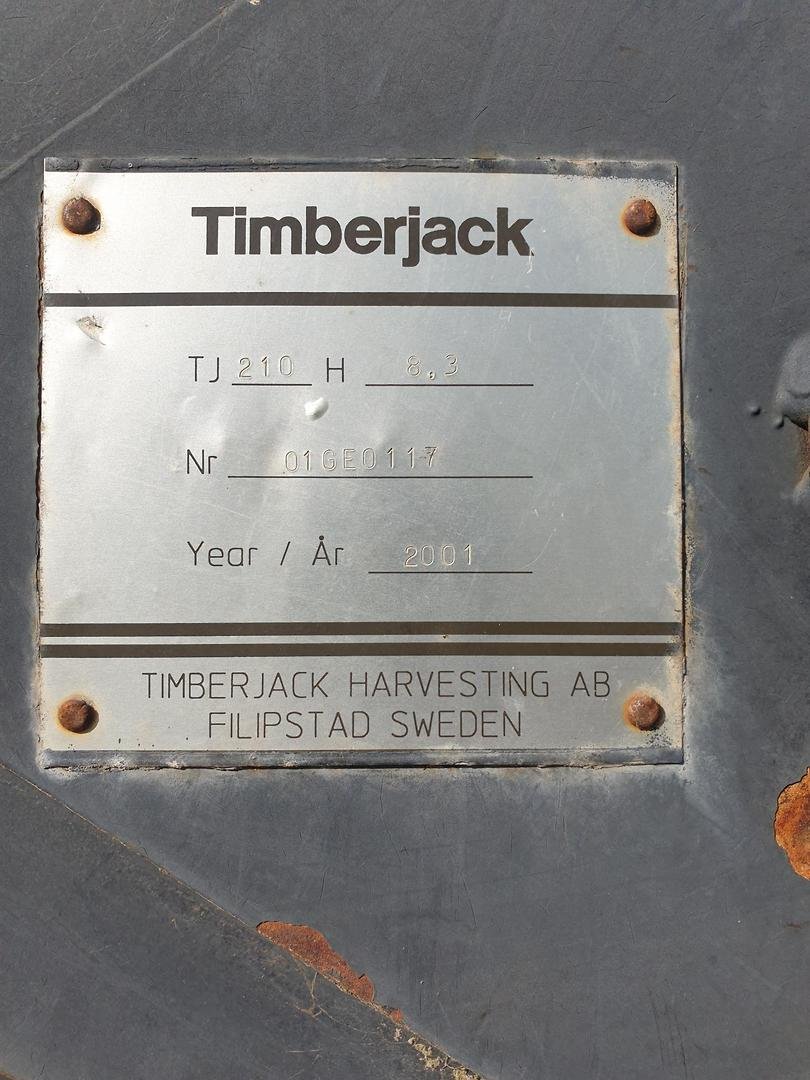 Timberjack
TJ 210 H 8,3
Nr 01GE0117
Year / År 2001
TIMBERJACK HARVESTING AB
FILIPSTAD SWEDEN